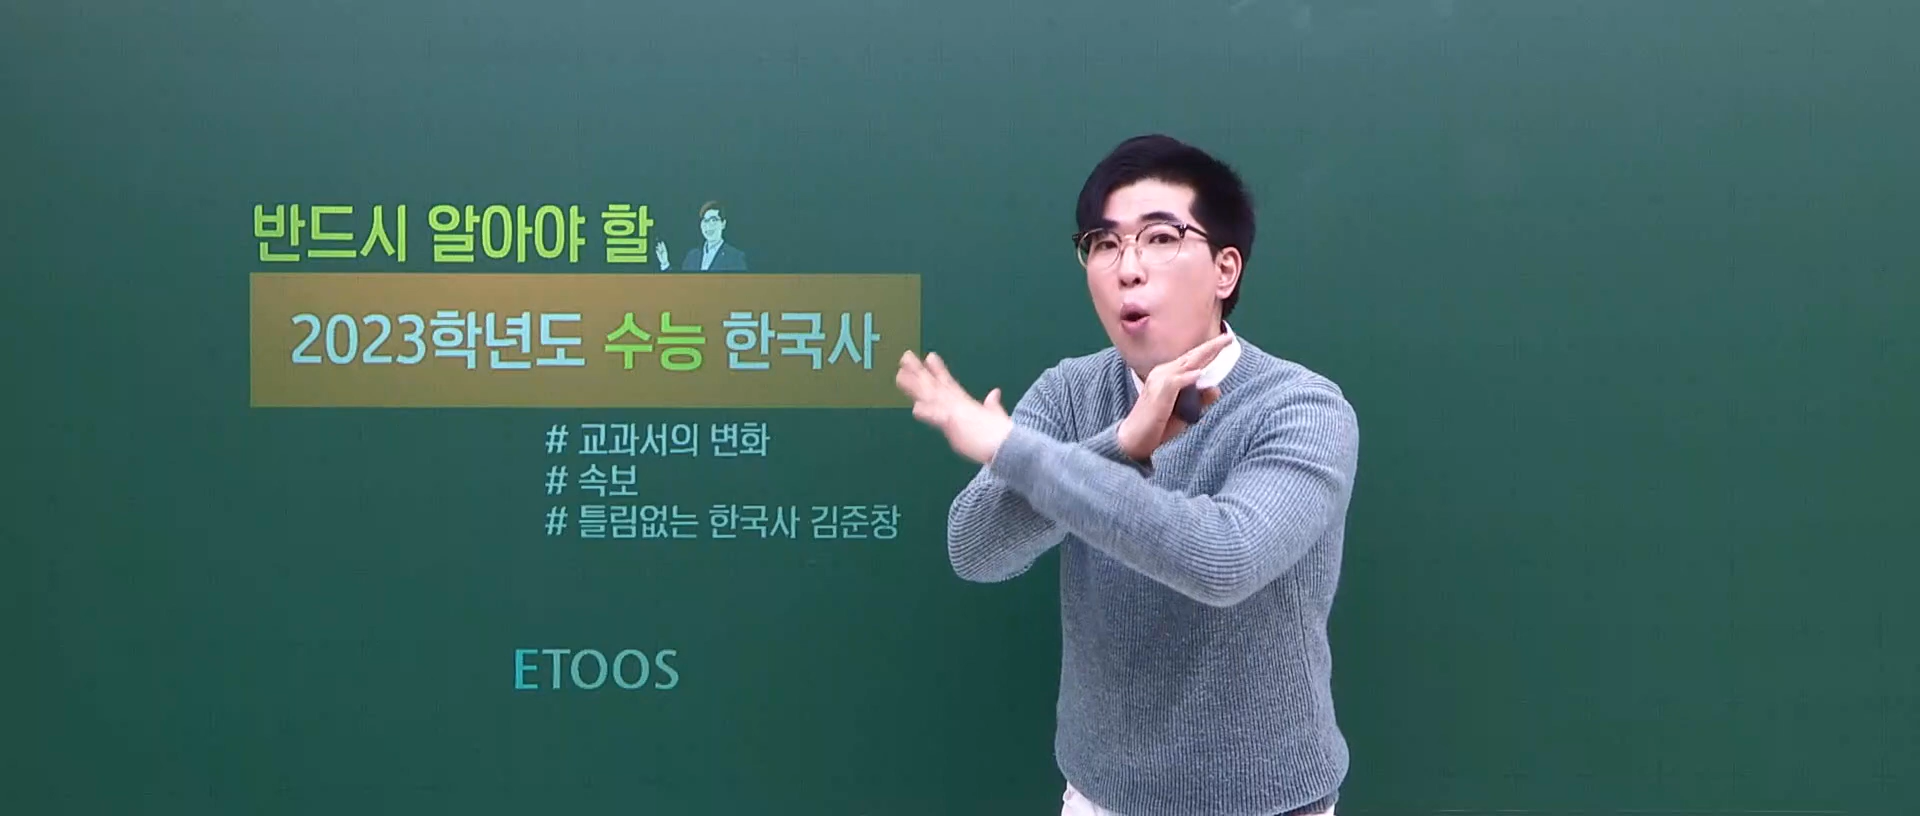 반드시 알아야 할
2023학년도 수능 한국사
# 교과서의 변화
# 속보
# 틀림없는 한국사 김준창
ETOOS